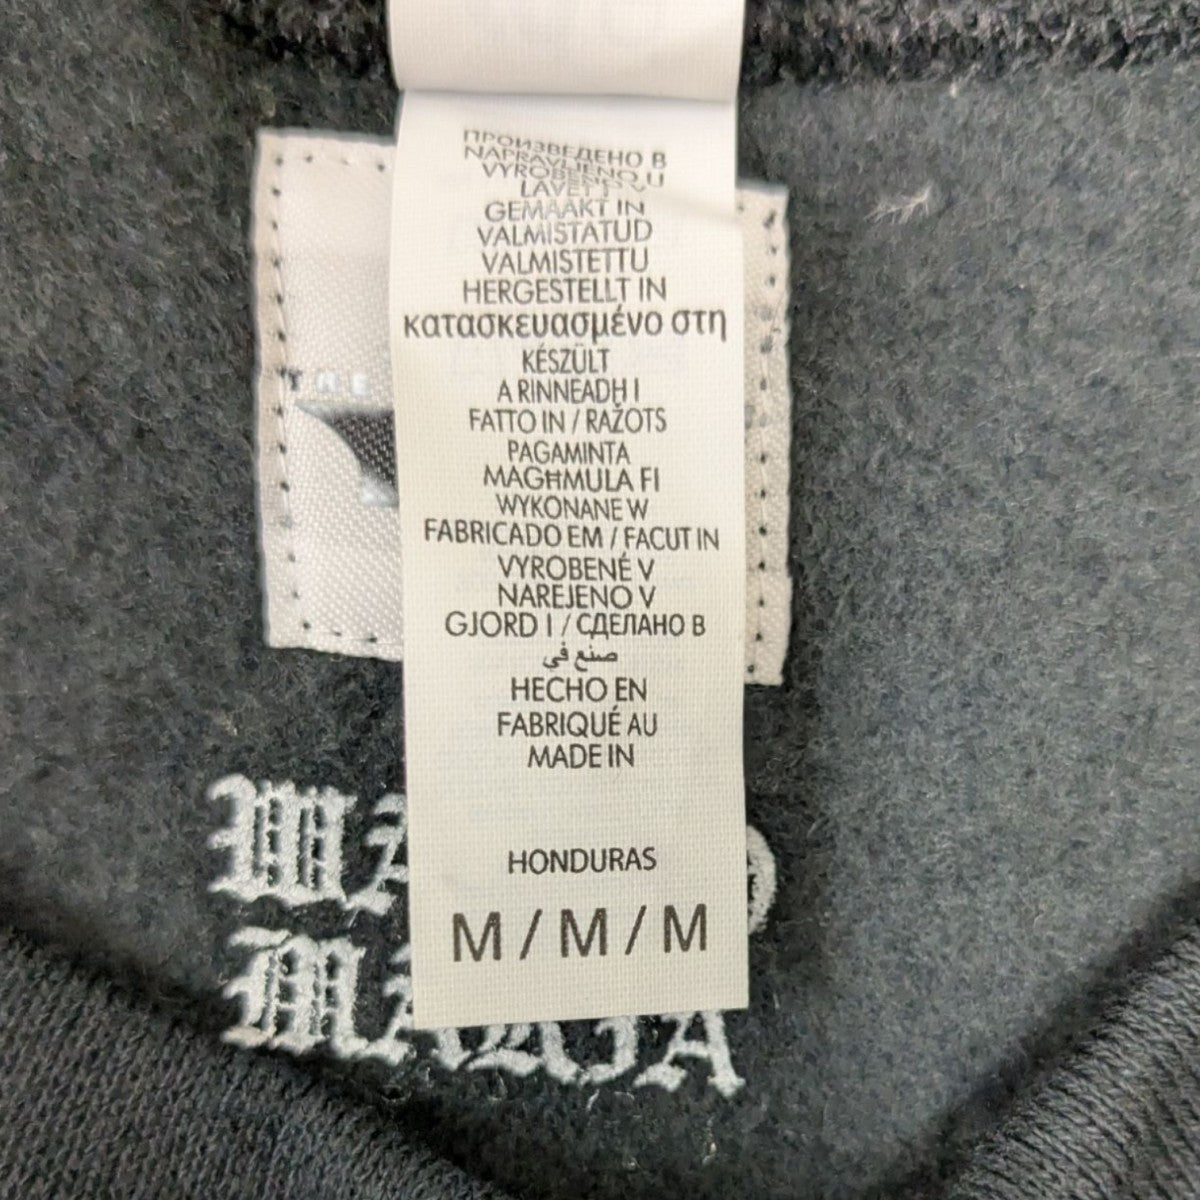 ПРОИЗВЕДЕНО В
NAPRAVLJENO U
GEMAAKT IN
VALMISTATUD
VALMISTETTU
HERGESTELLT IN
κατασκευασμένο στη
KÉSZÜLT
A RINNEADH I
FATTO IN / RAŽOTS
PAGAMINTA
MAGĦMULA FI
WYKONANE W
FABRICADO EM / FACUT IN
VYROBENÉ V
NAREJENO V
GJORD I / СДЕЛАНО В
صنع في
HECHO EN
FABRIQUÉ AU
MADE IN
HONDURAS
M / M / M
THE